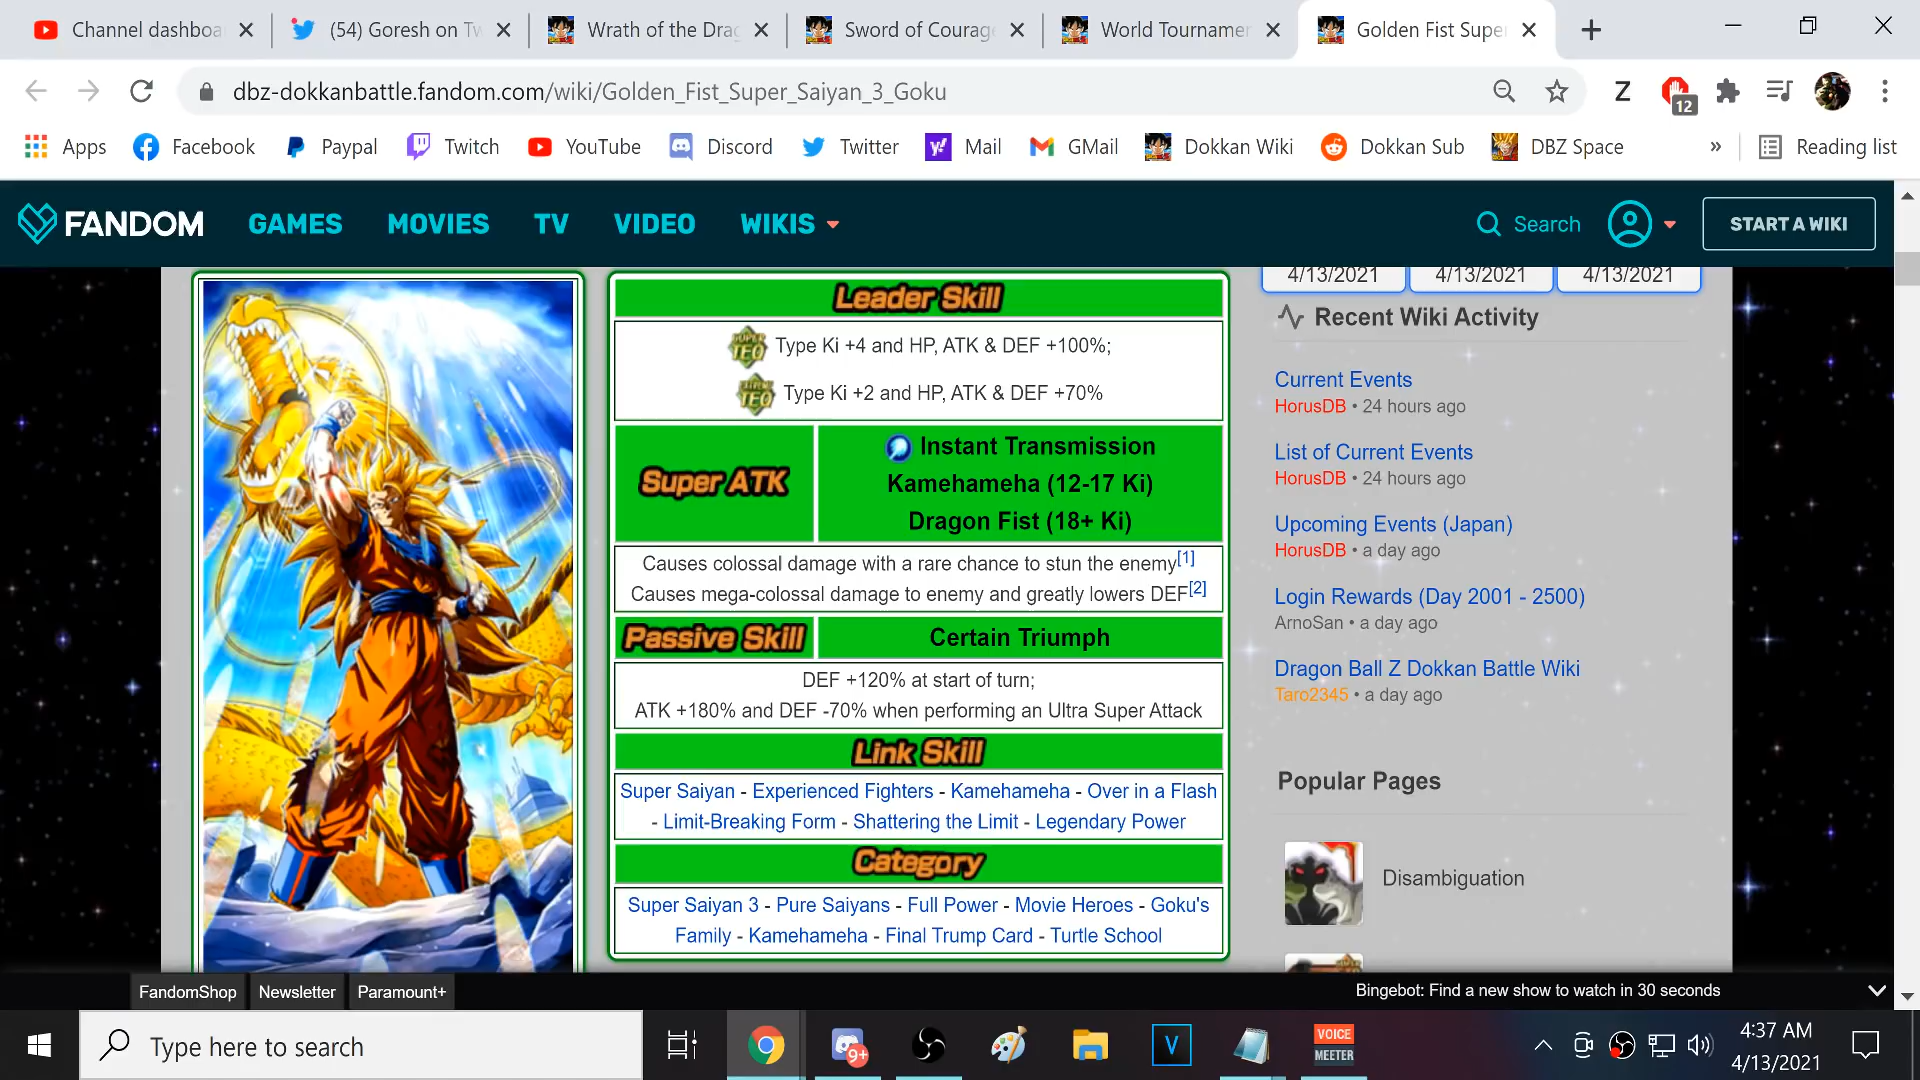 Channel dashboa
(54) Goresh on Tw
Wrath of the Drag
Sword of Courage
World Tournamen
Golden Fist Supe
dbz-dokkanbattle.fandom.com/wiki/Golden_Fist_Super_Saiyan_3_Goku
Z
12
Apps
Facebook
Paypal
Twitch
YouTube
Discord
Twitter
Mail
GMail
Dokkan Wiki
Dokkan Sub
DBZ Space
»
Reading list
FANDOM
GAMES
MOVIES
TV
VIDEO
WIKIS
Search
START A WIKI
4/13/2021
4/13/2021
4/13/2021
Leader Skill
SUPER TEQ Type Ki +4 and HP, ATK & DEF +100%;
TEQ Type Ki +2 and HP, ATK & DEF +70%
Super ATK
Instant Transmission
Kamehameha (12-17 Ki)
Dragon Fist (18+ Ki)
Causes colossal damage with a rare chance to stun the enemy[1]
Causes mega-colossal damage to enemy and greatly lowers DEF[2]
Passive Skill
Certain Triumph
DEF +120% at start of turn;
ATK +180% and DEF -70% when performing an Ultra Super Attack
Link Skill
Super Saiyan - Experienced Fighters - Kamehameha - Over in a Flash
- Limit-Breaking Form - Shattering the Limit - Legendary Power
Category
Super Saiyan 3 - Pure Saiyans - Full Power - Movie Heroes - Goku's
Family - Kamehameha - Final Trump Card - Turtle School
Recent Wiki Activity
Current Events
HorusDB • 24 hours ago
List of Current Events
HorusDB • 24 hours ago
Upcoming Events (Japan)
HorusDB • a day ago
Login Rewards (Day 2001 - 2500)
ArnoSan • a day ago
Dragon Ball Z Dokkan Battle Wiki
Taro2345 • a day ago
Popular Pages
Disambiguation
FandomShop
Newsletter
Paramount+
Bingebot: Find a new show to watch in 30 seconds
Type here to search
9+
V
VOICE
MEETER
4:37 AM
4/13/2021